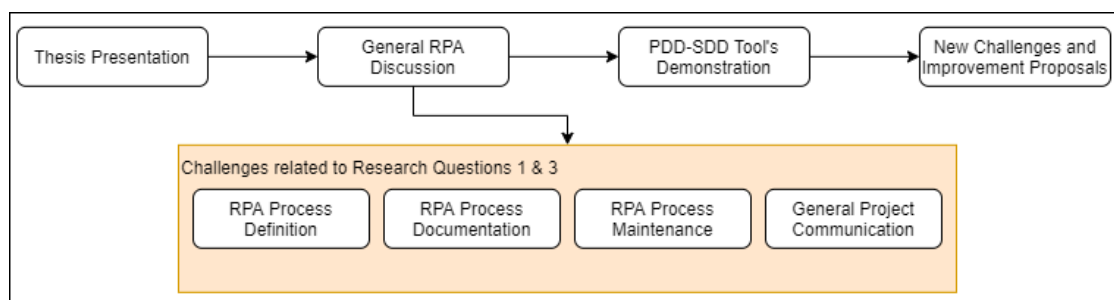 Thesis Presentation
General RPA
Discussion
PDD-SDD Tool's
Demonstration
New Challenges and
Improvement Proposals
Challenges related to Research Questions 1 & 3
RPA Process
Definition
RPA Process
Documentation
RPA Process
Maintenance
General Project
Communication